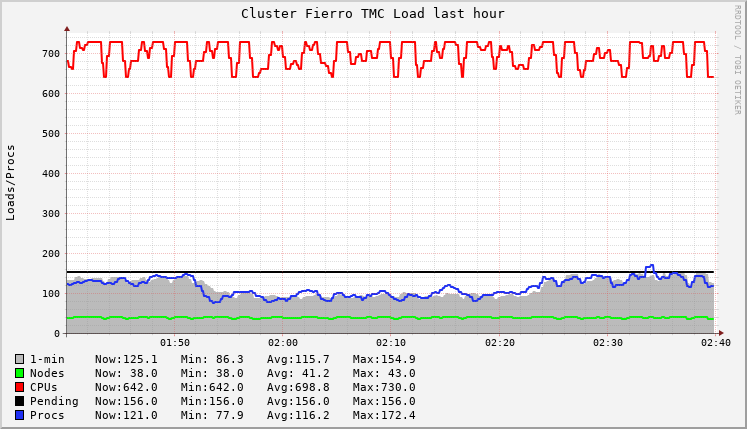 Cluster Fierro TMC Load last hour
RRDTOOL / TOBI OETIKER
Loads/Procs
700
600
500
400
300
200
100
0
01:50 02:00 02:10 02:20 02:30 02:40
1-min Now:125.1 Min: 86.3 Avg:115.7 Max:154.9
Nodes Now: 38.0 Min: 38.0 Avg: 41.2 Max: 43.0
CPUs Now:642.0 Min:642.0 Avg:698.8 Max:730.0
Pending Now:156.0 Min:156.0 Avg:156.0 Max:156.0
Procs Now:121.0 Min: 77.9 Avg:116.2 Max:172.4